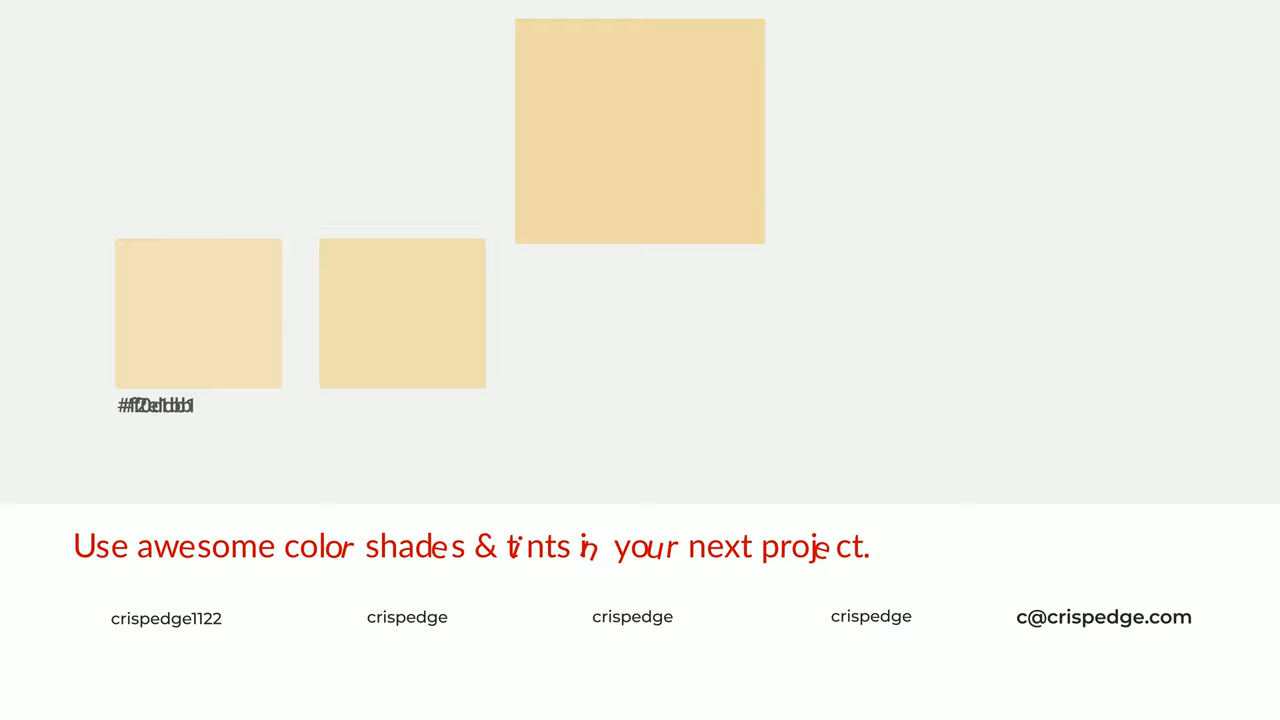 Use awesome color shades & tints in your next project.
crispedge1122 crispedge crispedge crispedge c@crispedge.com